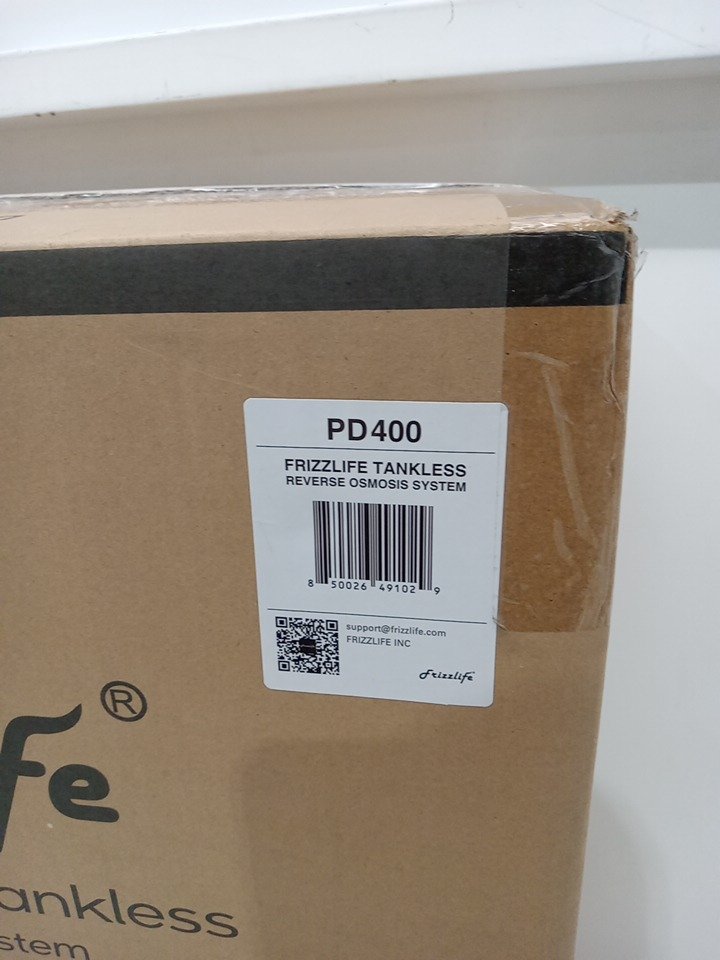 PD400
FRIZZLIFE TANKLESS
REVERSE OSMOSIS SYSTEM
8 50026 49102 9
support@frizzlife.com
FRIZZLIFE INC
Frizzlife
fe®
ankless
stem